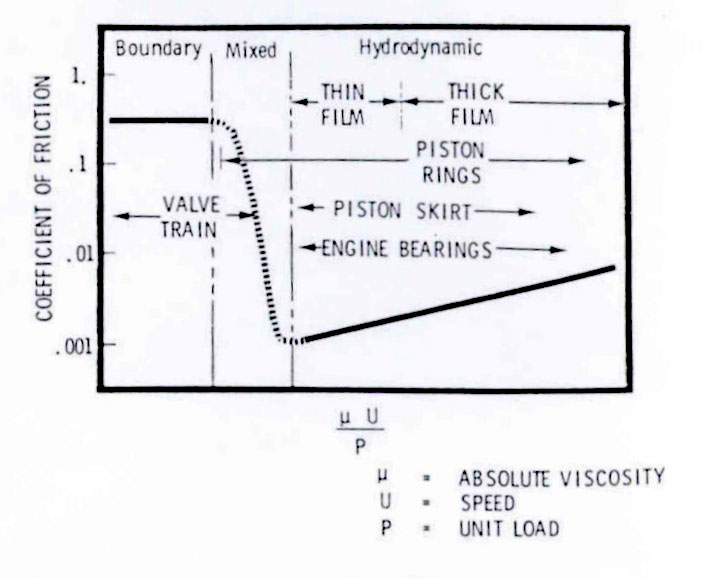 Boundary Mixed Hydrodynamic
1.
THIN FILM
THICK FILM
.1
PISTON RINGS
VALVE TRAIN
PISTON SKIRT
.01
ENGINE BEARINGS
.001
COEFFICIENT OF FRICTION
μ U
P
μ = ABSOLUTE VISCOSITY
U = SPEED
P = UNIT LOAD